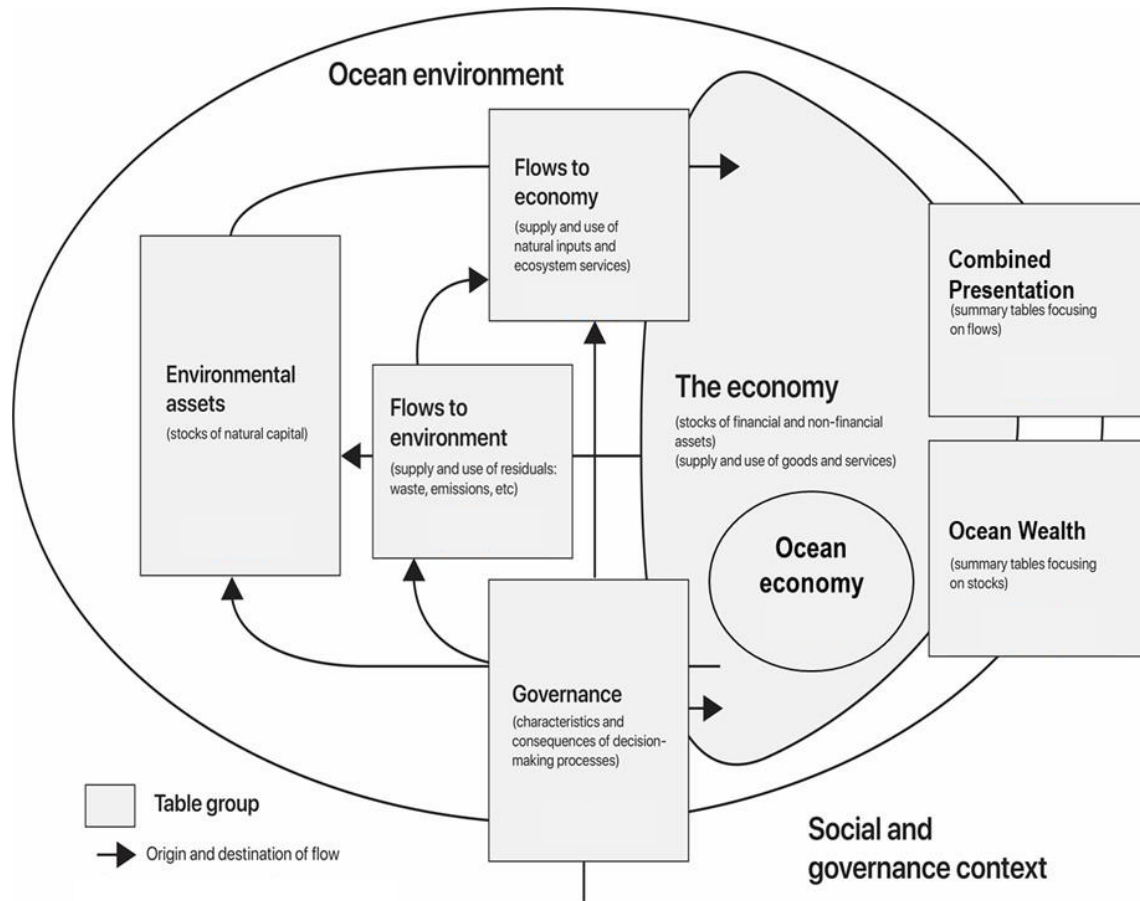 Ocean environment
Flows to
economy
(supply and use of
natural inputs and
ecosystem services)
Combined
Presentation
(summary tables focusing
on flows)
Environmental
assets
(stocks of natural capital)
Flows to
environment
(supply and use of residuals:
waste, emissions, etc)
The economy
(stocks of financial and non-financial
assets)
(supply and use of goods and services)
Ocean
economy
Ocean Wealth
(summary tables focusing
on stocks)
Governance
(characteristics and
consequences of decision-
making processes)
Table group
Origin and destination of flow
Social and
governance context